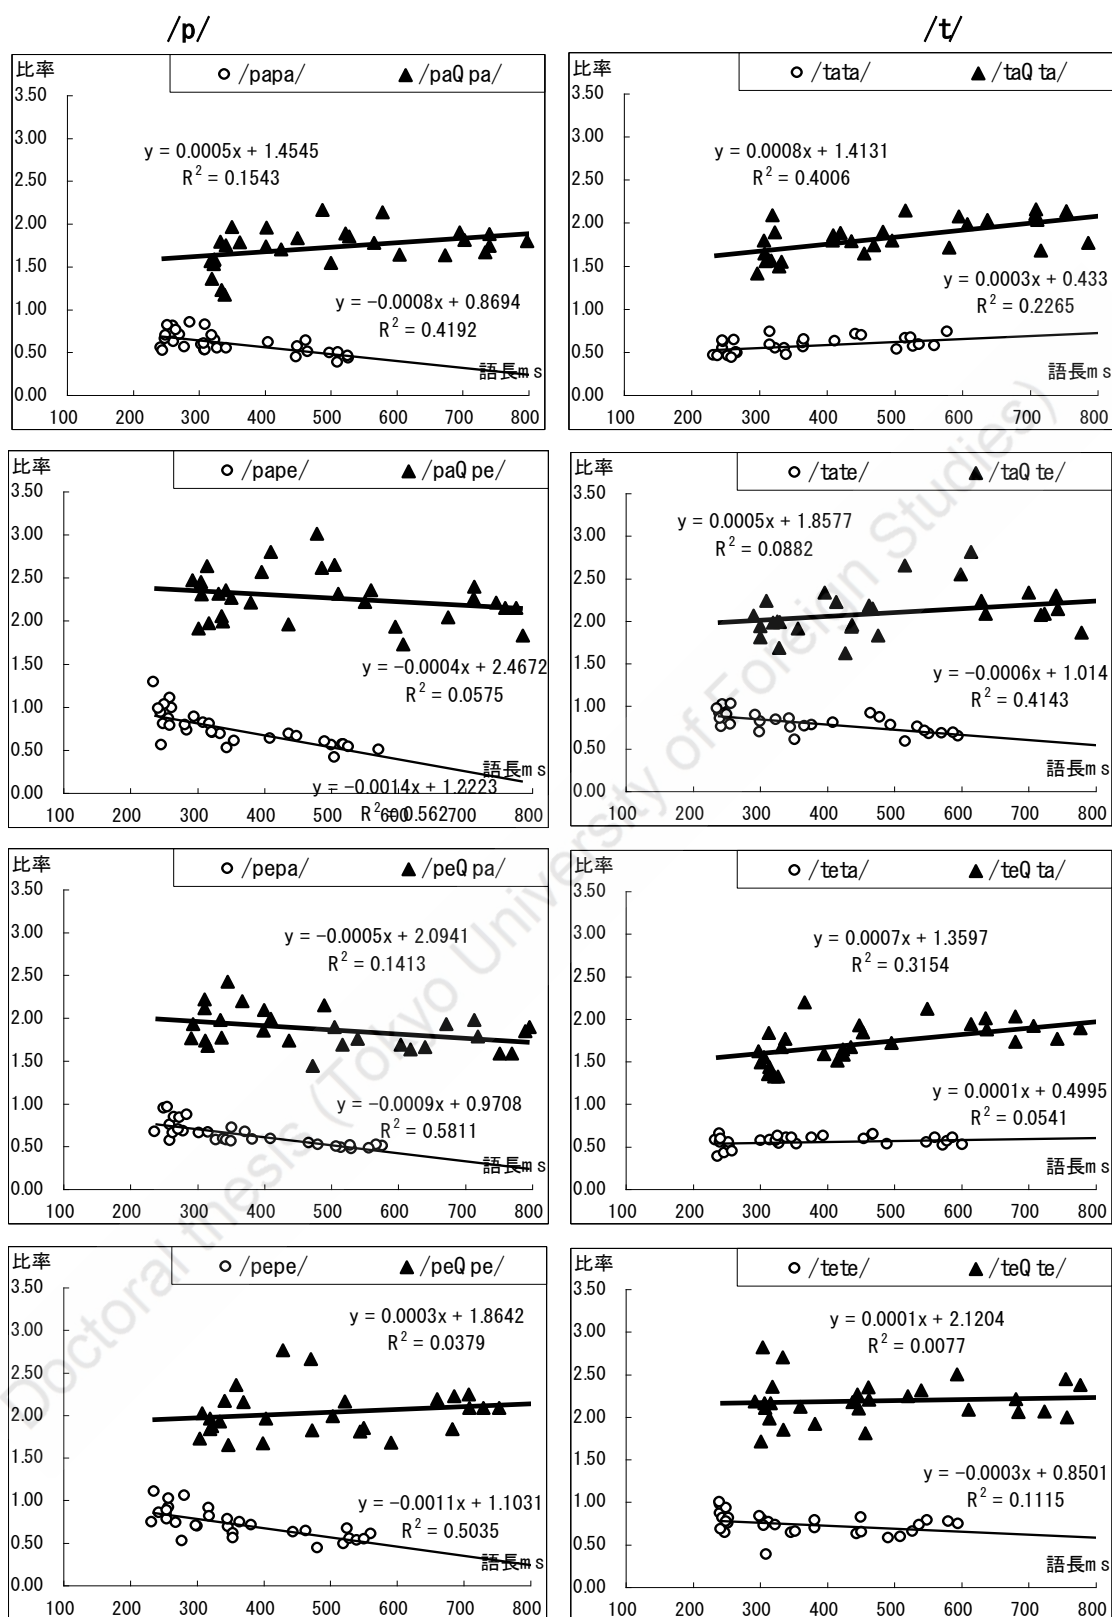 /p/
/t/
比率
/papa/ /paQ pa/
3.50
3.00
2.50
2.00
1.50
1.00
0.50
0.00
y = 0.0005x + 1.4545
R² = 0.1543
y = −0.0008x + 0.8694
R² = 0.4192
語長ms
100 200 300 400 500 600 700 800
比率
/tata/ /taQ ta/
3.50
3.00
2.50
2.00
1.50
1.00
0.50
0.00
y = 0.0008x + 1.4131
R² = 0.4006
y = 0.0003x + 0.433
R² = 0.2265
語長ms
100 200 300 400 500 600 700 800
比率
/pape/ /paQ pe/
3.50
3.00
2.50
2.00
1.50
1.00
0.50
0.00
y = −0.0004x + 2.4672
R² = 0.0575
語長ms
y = −0.0014x + 1.2223
R² = 0.5627
100 200 300 400 500 600 700 800
比率
/tate/ /taQ te/
3.50
3.00
2.50
2.00
1.50
1.00
0.50
0.00
y = 0.0005x + 1.8577
R² = 0.0882
y = −0.0006x + 1.014
R² = 0.4143
語長ms
100 200 300 400 500 600 700 800
比率
/pepa/ /peQ pa/
3.50
3.00
2.50
2.00
1.50
1.00
0.50
0.00
y = −0.0005x + 2.0941
R² = 0.1413
y = −0.0009x + 0.9708
R² = 0.5811
語長ms
100 200 300 400 500 600 700 800
比率
/teta/ /teQ ta/
3.50
3.00
2.50
2.00
1.50
1.00
0.50
0.00
y = 0.0007x + 1.3597
R² = 0.3154
y = 0.0001x + 0.4995
R² = 0.0541
語長ms
100 200 300 400 500 600 700 800
比率
/pepe/ /peQ pe/
3.50
3.00
2.50
2.00
1.50
1.00
0.50
0.00
y = 0.0003x + 1.8642
R² = 0.0379
y = −0.0011x + 1.1031
R² = 0.5035
語長ms
100 200 300 400 500 600 700 800
比率
/tete/ /teQ te/
3.50
3.00
2.50
2.00
1.50
1.00
0.50
0.00
y = 0.0001x + 2.1204
R² = 0.0077
y = −0.0003x + 0.8501
R² = 0.1115
語長ms
100 200 300 400 500 600 700 800
Doctoral thesis (Tokyo University of Foreign Studies)